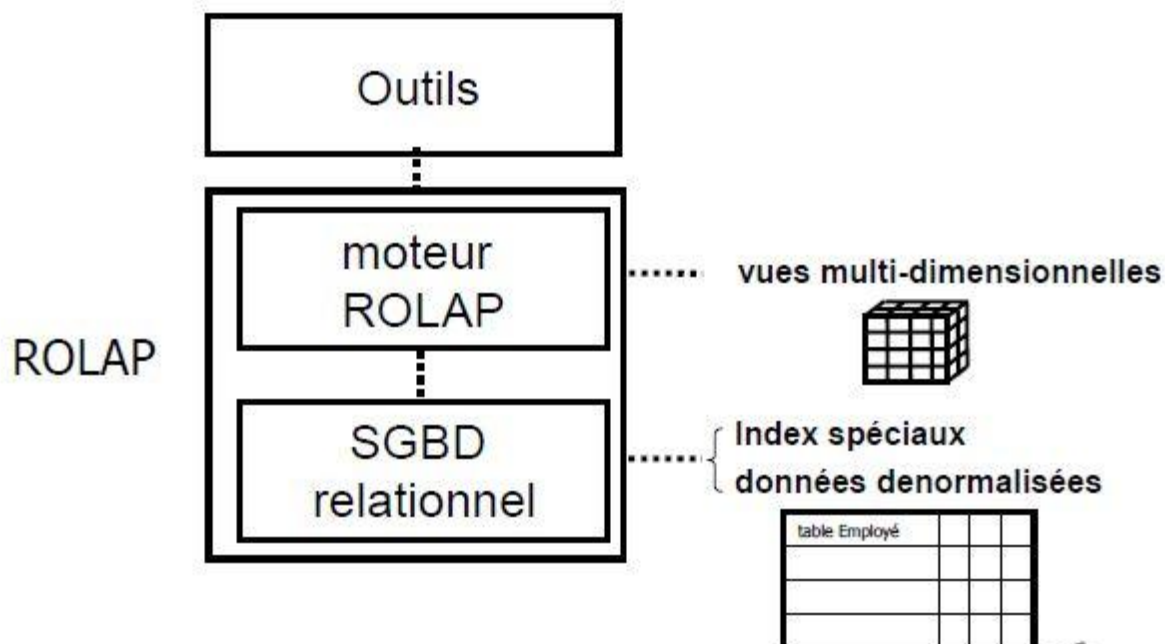 Outils
moteur
ROLAP
vues multi-dimensionnelles
ROLAP
SGBD
relationnel
Index spéciaux
données denormalisées
table Employé